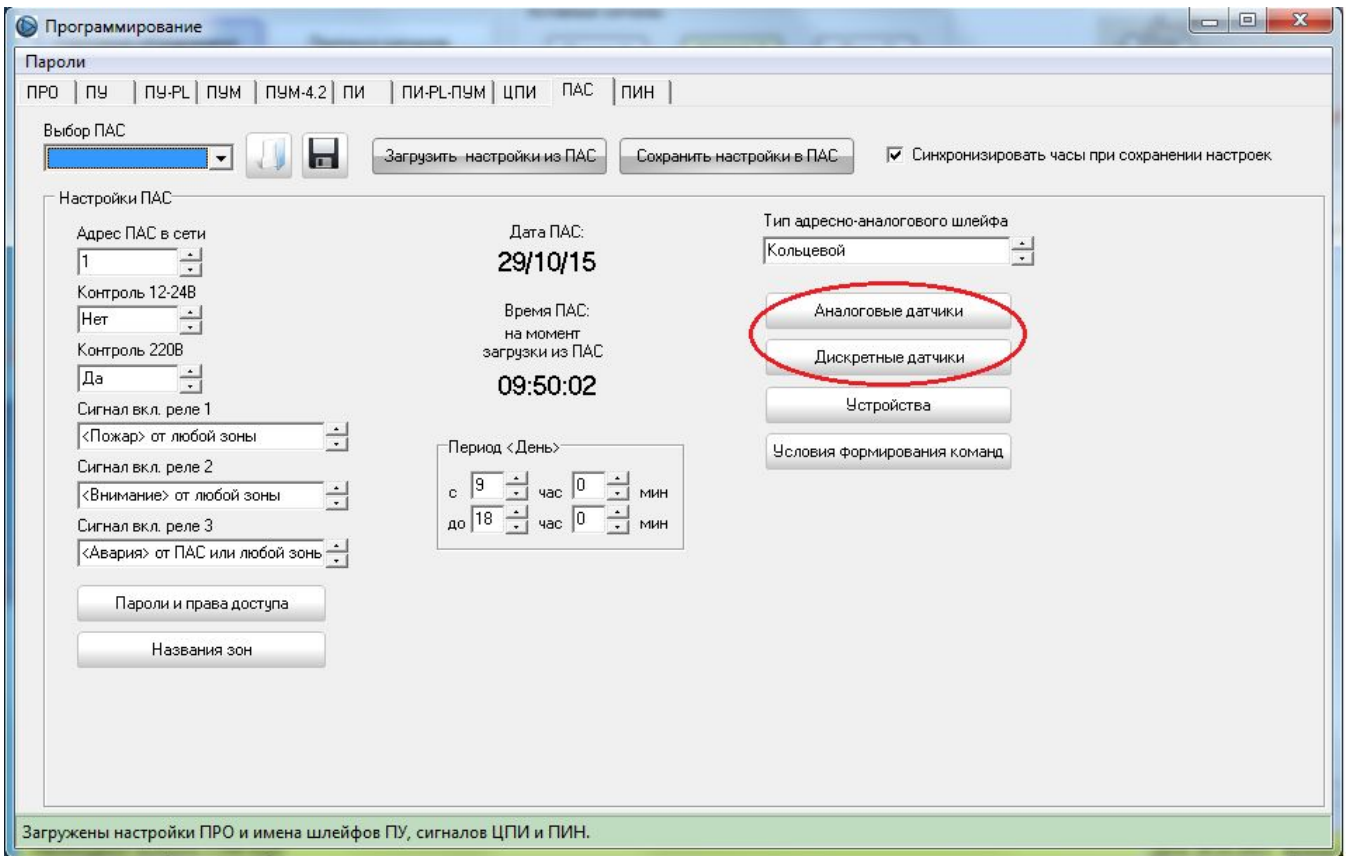 Программирование
Пароли
ПРО ПУ ПУ-PL ПУМ ПУМ-4.2 ПИ ПИ-PL-ПУМ ЦПИ ПАС ПИН
Выбор ПАС
Загрузить настройки из ПАС
Сохранить настройки в ПАС
Синхронизировать часы при сохранении настроек
Настройки ПАС
Адрес ПАС в сети
1
Контроль 12-24В
Нет
Контроль 220В
Да
Сигнал вкл. реле 1
<Пожар> от любой зоны
Сигнал вкл. реле 2
<Внимание> от любой зоны
Сигнал вкл. реле 3
<Авария> от ПАС или любой зонь
Пароли и права доступа
Названия зон
Дата ПАС:
29/10/15
Время ПАС:
на момент
загрузки из ПАС
09:50:02
Период <День>
с 9 час 0 мин
до 18 час 0 мин
Тип адресно-аналогового шлейфа
Кольцевой
Аналоговые датчики
Дискретные датчики
Устройства
Условия формирования команд
Загружены настройки ПРО и имена шлейфов ПУ, сигналов ЦПИ и ПИН.